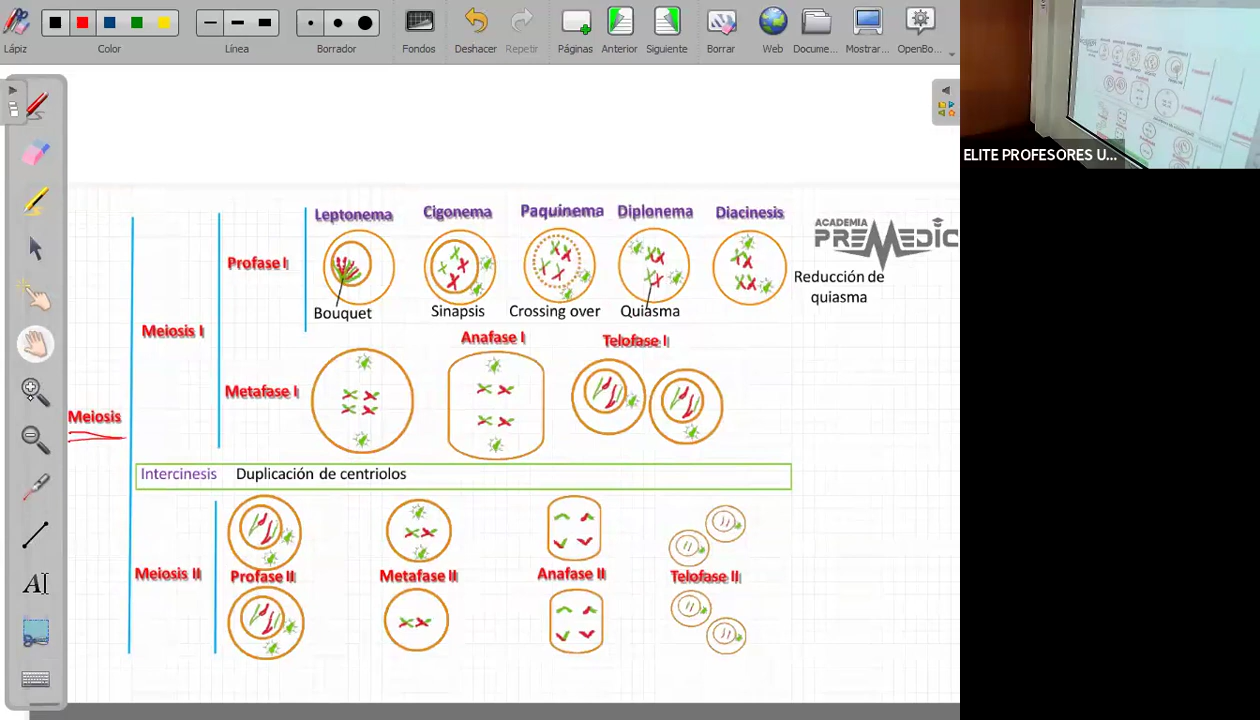 Lápiz
Color
Línea
Borrador
Fondos
Deshacer
Repetir
Páginas
Anterior
Siguiente
Borrar
Web
Docume...
Mostrar...
OpenBo...
ELITE PROFESORES U...
Leptonema
Cigonema
Paquinema
Diplonema
Diacinesis
ACADEMIA
PREMEDIC
Profase I
Reducción de
quiasma
Bouquet
Sinapsis
Crossing over
Quiasma
Meiosis I
Anafase I
Telofase I
Metafase I
Meiosis
Intercinesis
Duplicación de centriolos
Meiosis II
Profase II
Metafase II
Anafase II
Telofase II